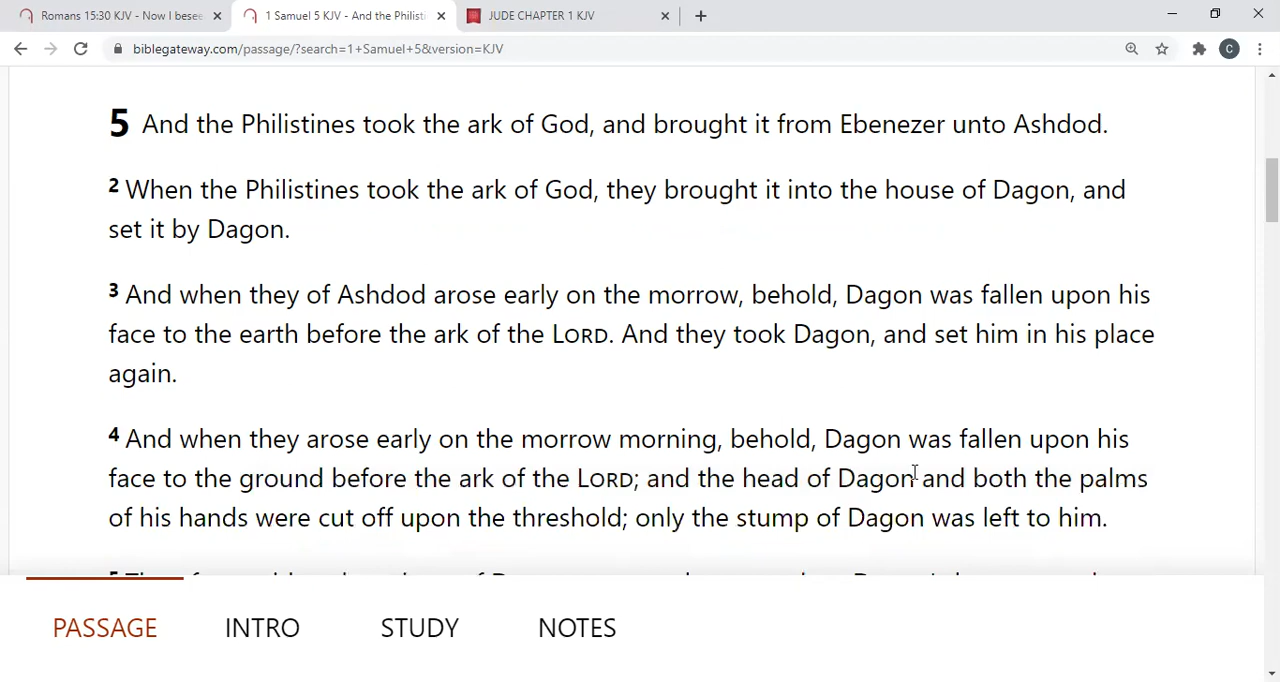 Romans 15:30 KJV - Now I besee
1 Samuel 5 KJV - And the Philist
JUDE CHAPTER 1 KJV
biblegateway.com/passage/?search=1+Samuel+5&version=KJV
C
5 And the Philistines took the ark of God, and brought it from Ebenezer unto Ashdod.
2 When the Philistines took the ark of God, they brought it into the house of Dagon, and
set it by Dagon.
3 And when they of Ashdod arose early on the morrow, behold, Dagon was fallen upon his
face to the earth before the ark of the LORD. And they took Dagon, and set him in his place
again.
4 And when they arose early on the morrow morning, behold, Dagon was fallen upon his
face to the ground before the ark of the LORD; and the head of Dagon and both the palms
of his hands were cut off upon the threshold; only the stump of Dagon was left to him.
PASSAGE INTRO STUDY NOTES